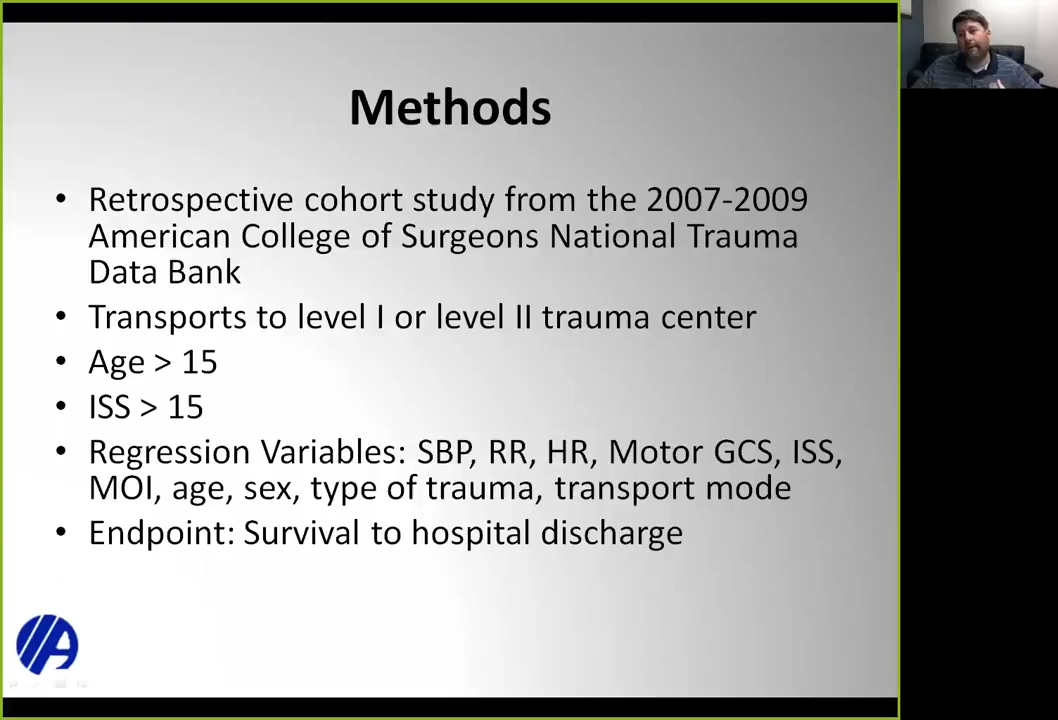 Methods
• Retrospective cohort study from the 2007-2009
American College of Surgeons National Trauma
Data Bank
• Transports to level I or level II trauma center
• Age > 15
• ISS > 15
• Regression Variables: SBP, RR, HR, Motor GCS, ISS,
MOI, age, sex, type of trauma, transport mode
• Endpoint: Survival to hospital discharge
A